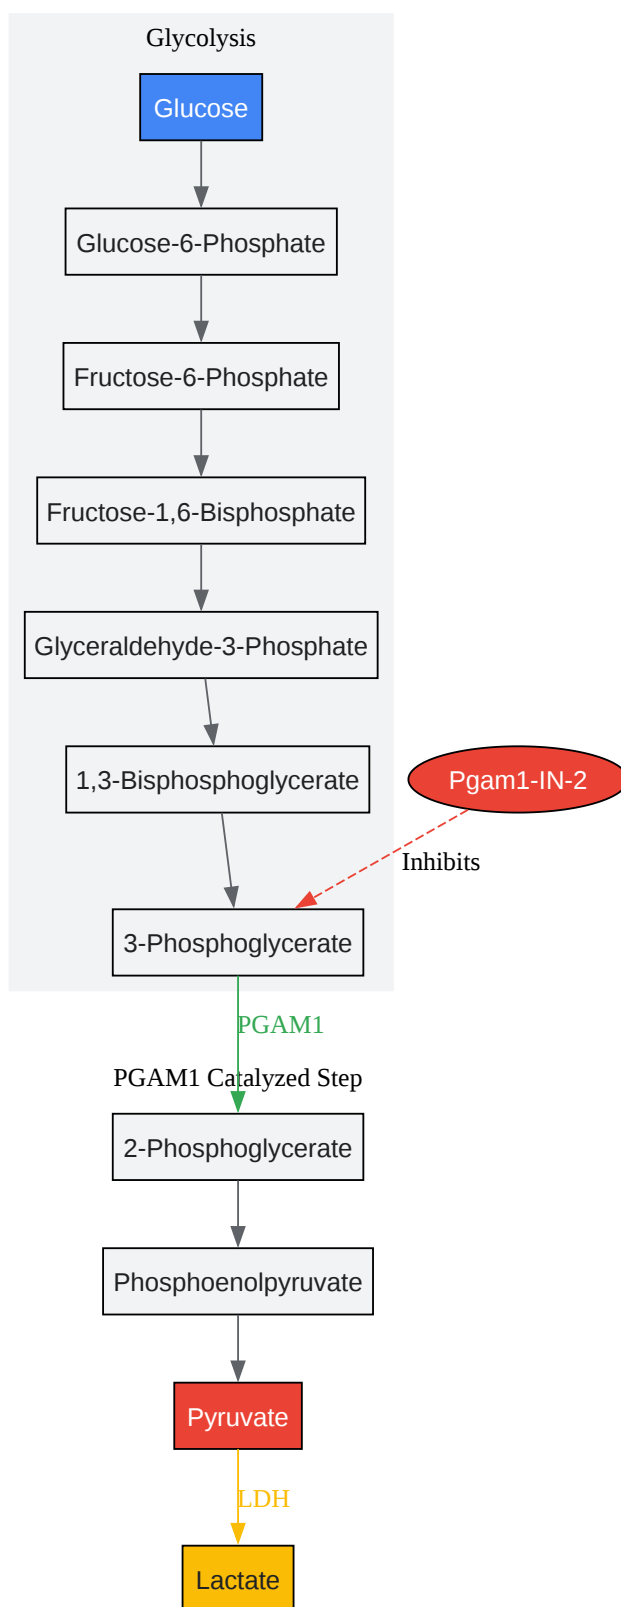 Glycolysis
Glucose
Glucose-6-Phosphate
Fructose-6-Phosphate
Fructose-1,6-Bisphosphate
Glyceraldehyde-3-Phosphate
1,3-Bisphosphoglycerate
Pgam1-IN-2
Inhibits
3-Phosphoglycerate
PGAM1
PGAM1 Catalyzed Step
2-Phosphoglycerate
Phosphoenolpyruvate
Pyruvate
LDH
Lactate